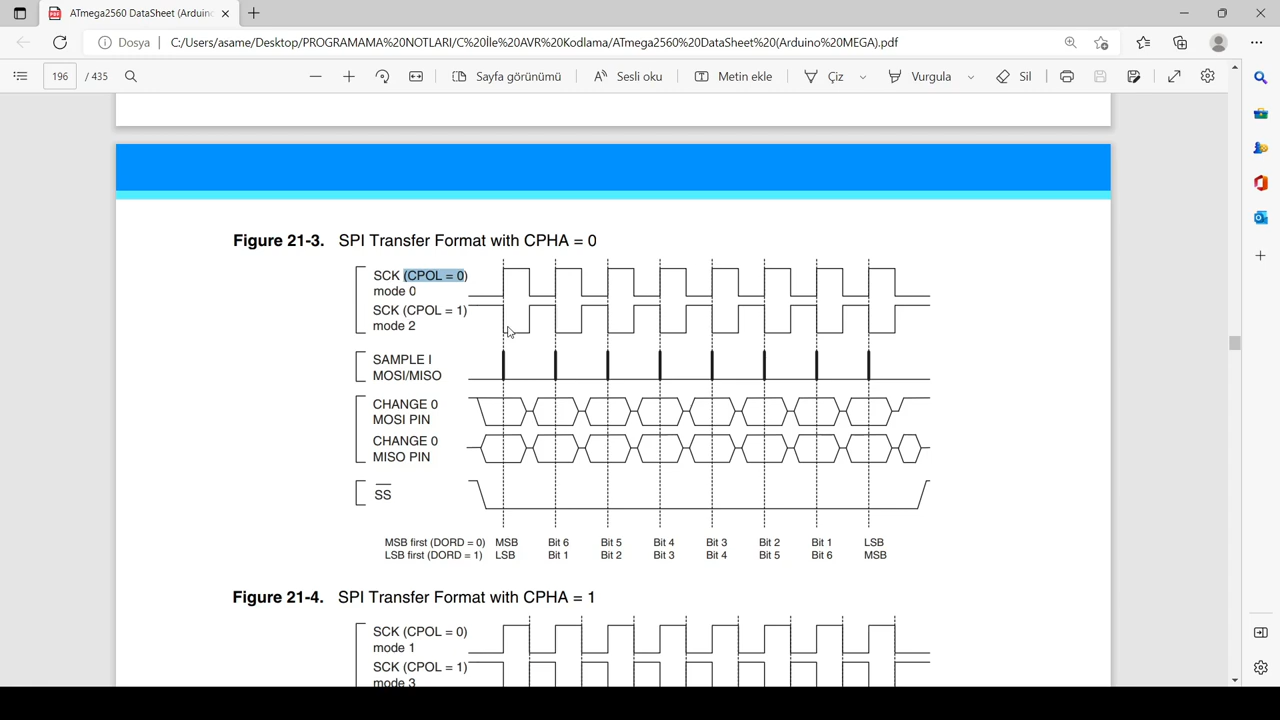 ATmega2560 DataSheet (Arduin
Dosya
C:/Users/asame/Desktop/PROGRAMAMA%20NOTLARI/C%20İle%20AVR%20Kodlama/ATmega2560%20DataSheet%20(Arduino%20MEGA).pdf
196 / 435
Sayfa görünümü
Sesli oku
Metin ekle
Çiz
Vurgula
Sil
Figure 21-3. SPI Transfer Format with CPHA = 0
SCK (CPOL = 0)
mode 0
SCK (CPOL = 1)
mode 2
SAMPLE I
MOSI/MISO
CHANGE 0
MOSI PIN
CHANGE 0
MISO PIN
SS
MSB first (DORD = 0) MSB Bit 6 Bit 5 Bit 4 Bit 3 Bit 2 Bit 1 LSB
LSB first (DORD = 1) LSB Bit 1 Bit 2 Bit 3 Bit 4 Bit 5 Bit 6 MSB
Figure 21-4. SPI Transfer Format with CPHA = 1
SCK (CPOL = 0)
mode 1
SCK (CPOL = 1)
mode 3